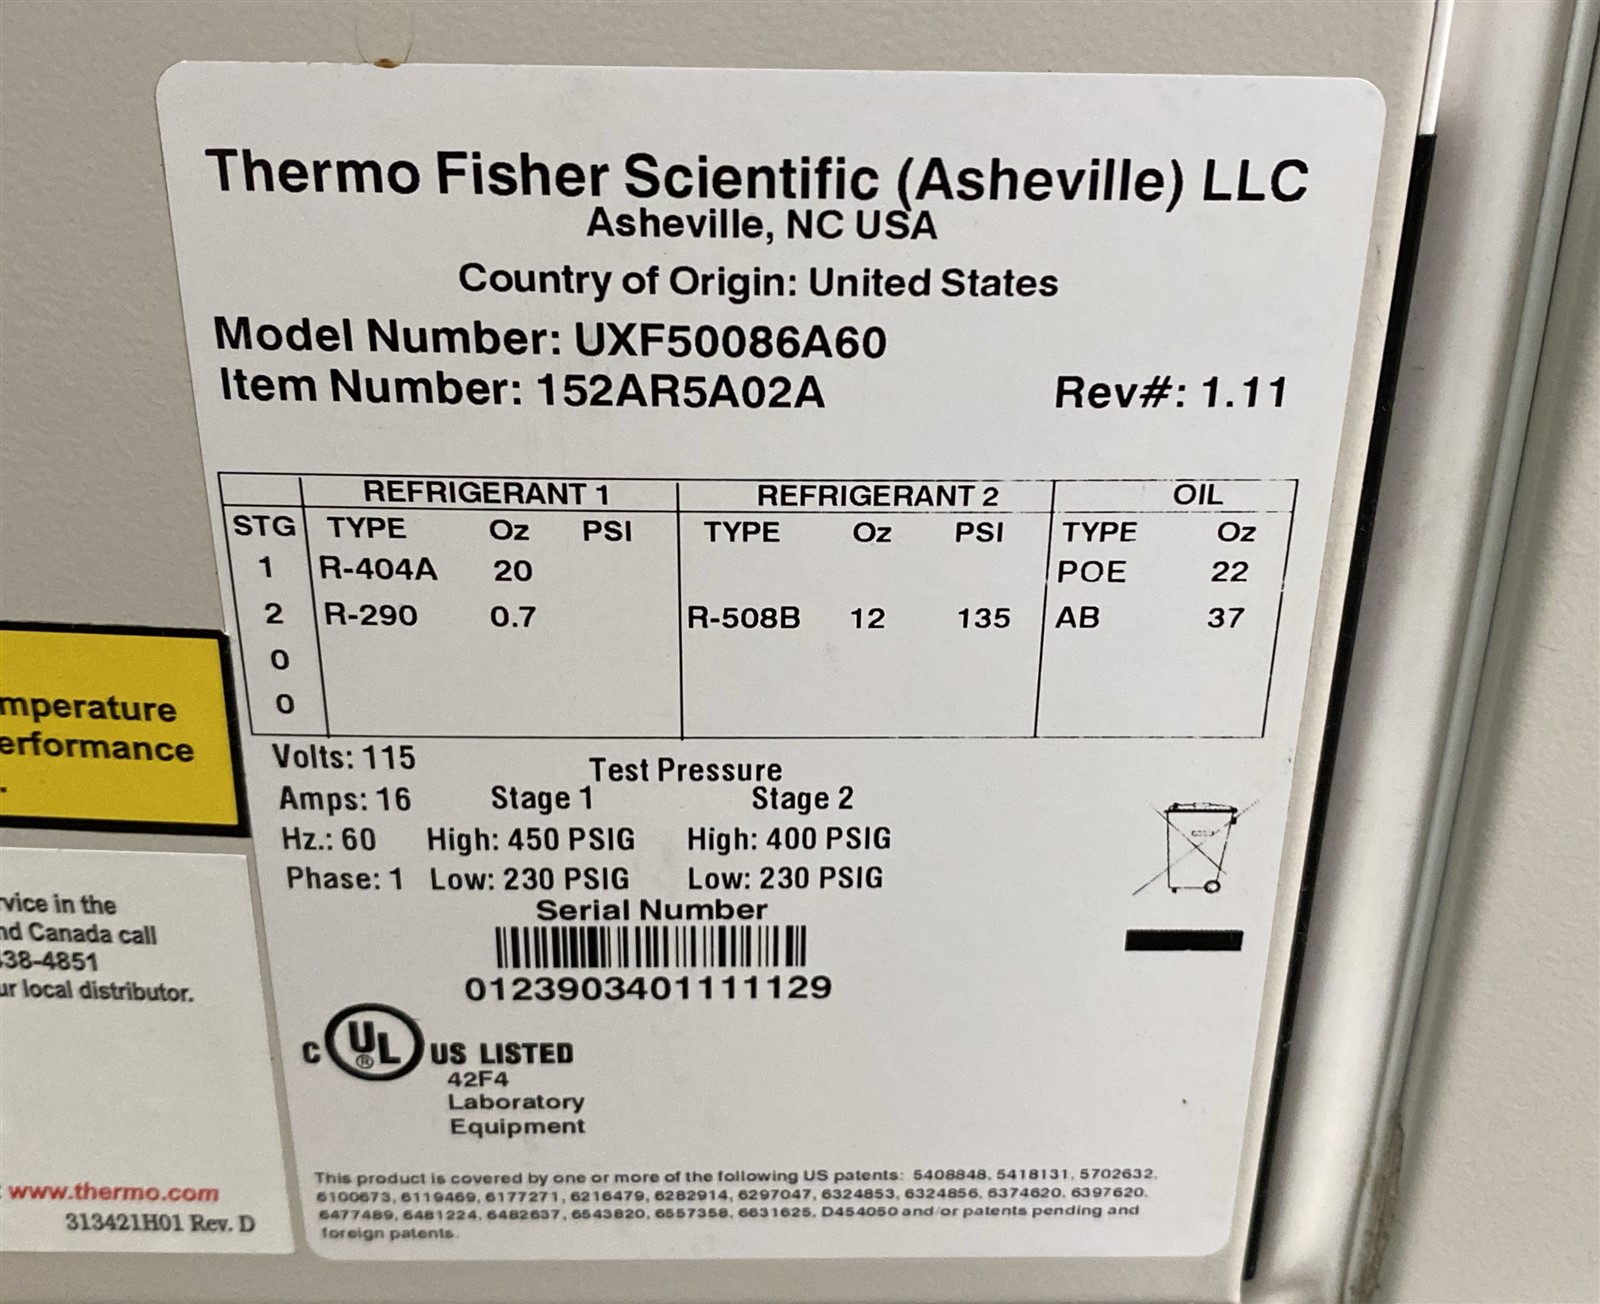 Thermo Fisher Scientific (Asheville) LLC
Asheville, NC USA
Country of Origin: United States
Model Number: UXF50086A60
Item Number: 152AR5A02A Rev#: 1.11
REFRIGERANT 1 REFRIGERANT 2 OIL
STG TYPE Oz PSI TYPE Oz PSI TYPE Oz
1 R-404A 20 POE 22
2 R-290 0.7 R-508B 12 135 AB 37
0
0
Volts: 115 Test Pressure
Amps: 16 Stage 1 Stage 2
Hz.: 60 High: 450 PSIG High: 400 PSIG
Phase: 1 Low: 230 PSIG Low: 230 PSIG
Serial Number
0123903401111129
C UL ® US LISTED
42F4
Laboratory
Equipment
This product is covered by one or more of the following US patents: 5408848, 5418131, 5702632,
6100673, 6119469, 6177271, 6216479, 6282914, 6297047, 6324853, 6324856, 6374620, 6397620,
6477489, 6481224, 6482637, 6543820, 6557358, 6631625, D454050 and/or patents pending and
foreign patents.
mperature
erformance
.
vice in the
nd Canada call
38-4851
ur local distributor.
www.thermo.com
313421H01 Rev. D